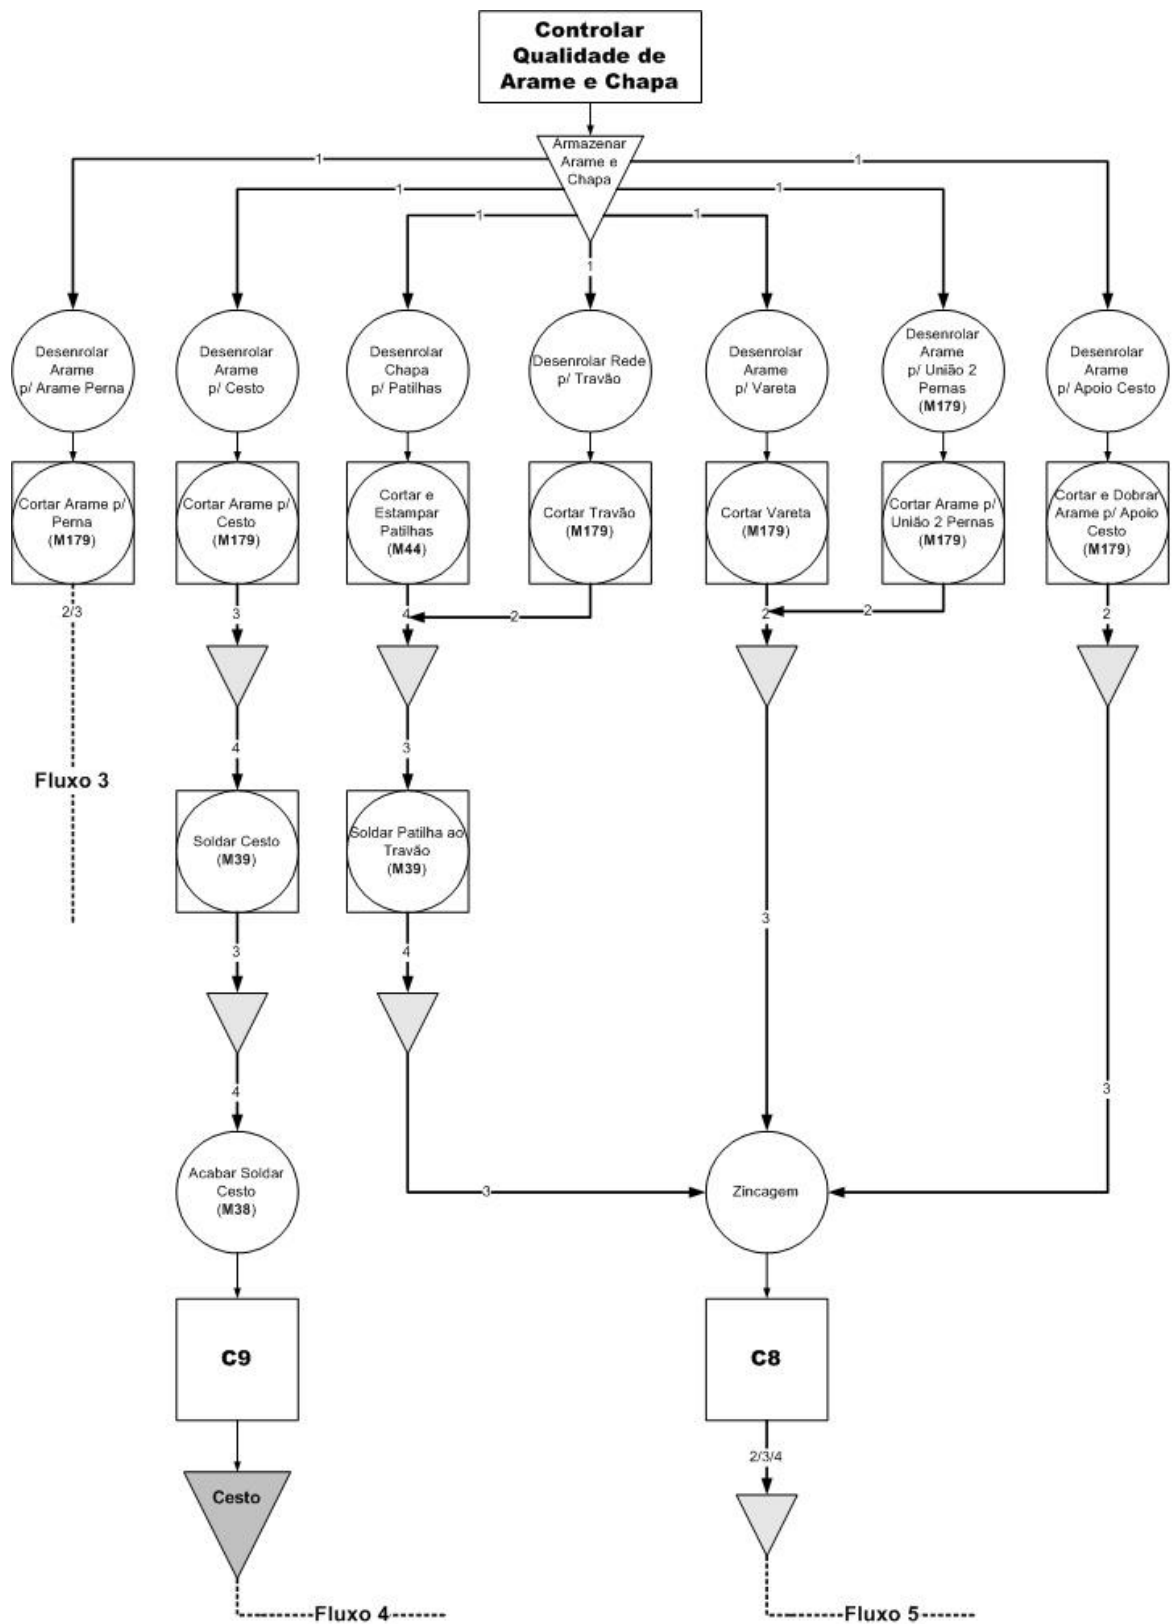 Controlar
Qualidade de
Arame e Chapa
Armazenar
Arame e
Chapa
1
1
1
1
1
1
1
Desenrolar
Arame
p/ Arame Perna
Desenrolar
Arame
p/ Cesto
Desenrolar
Chapa
p/ Patilhas
Desenrolar Rede
p/ Travão
Desenrolar
Arame
p/ Vareta
Desenrolar
Arame
p/ União 2
Pernas
(M179)
Desenrolar
Arame
p/ Apoio Cesto
Cortar Arame p/
Perna
(M179)
Cortar Arame p/
Cesto
(M179)
Cortar e
Estampar
Patilhas
(M44)
Cortar Travão
(M179)
Cortar Vareta
(M179)
Cortar Arame p/
União 2 Pernas
(M179)
Cortar e Dobrar
Arame p/ Apoio
Cesto
(M179)
2/3
3
4
2
2
2
2
Fluxo 3
4
3
Soldar Cesto
(M39)
Soldar Patilha ao
Travão
(M39)
3
4
3
3
4
Acabar Soldar
Cesto
(M38)
3
Zincagem
C9
C8
2/3/4
Cesto
Fluxo 4
Fluxo 5